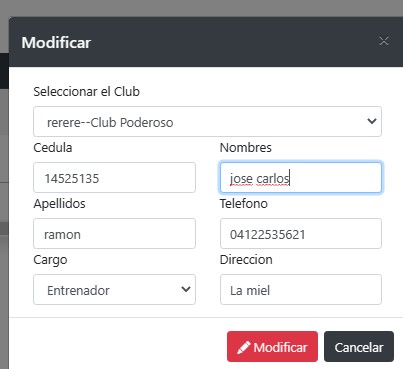 Modificar ×
Seleccionar el Club
rerere--Club Poderoso
Cedula Nombres
14525135 jose carlos
Apellidos Telefono
ramon 04122535621
Cargo Direccion
Entrenador La miel
Modificar Cancelar